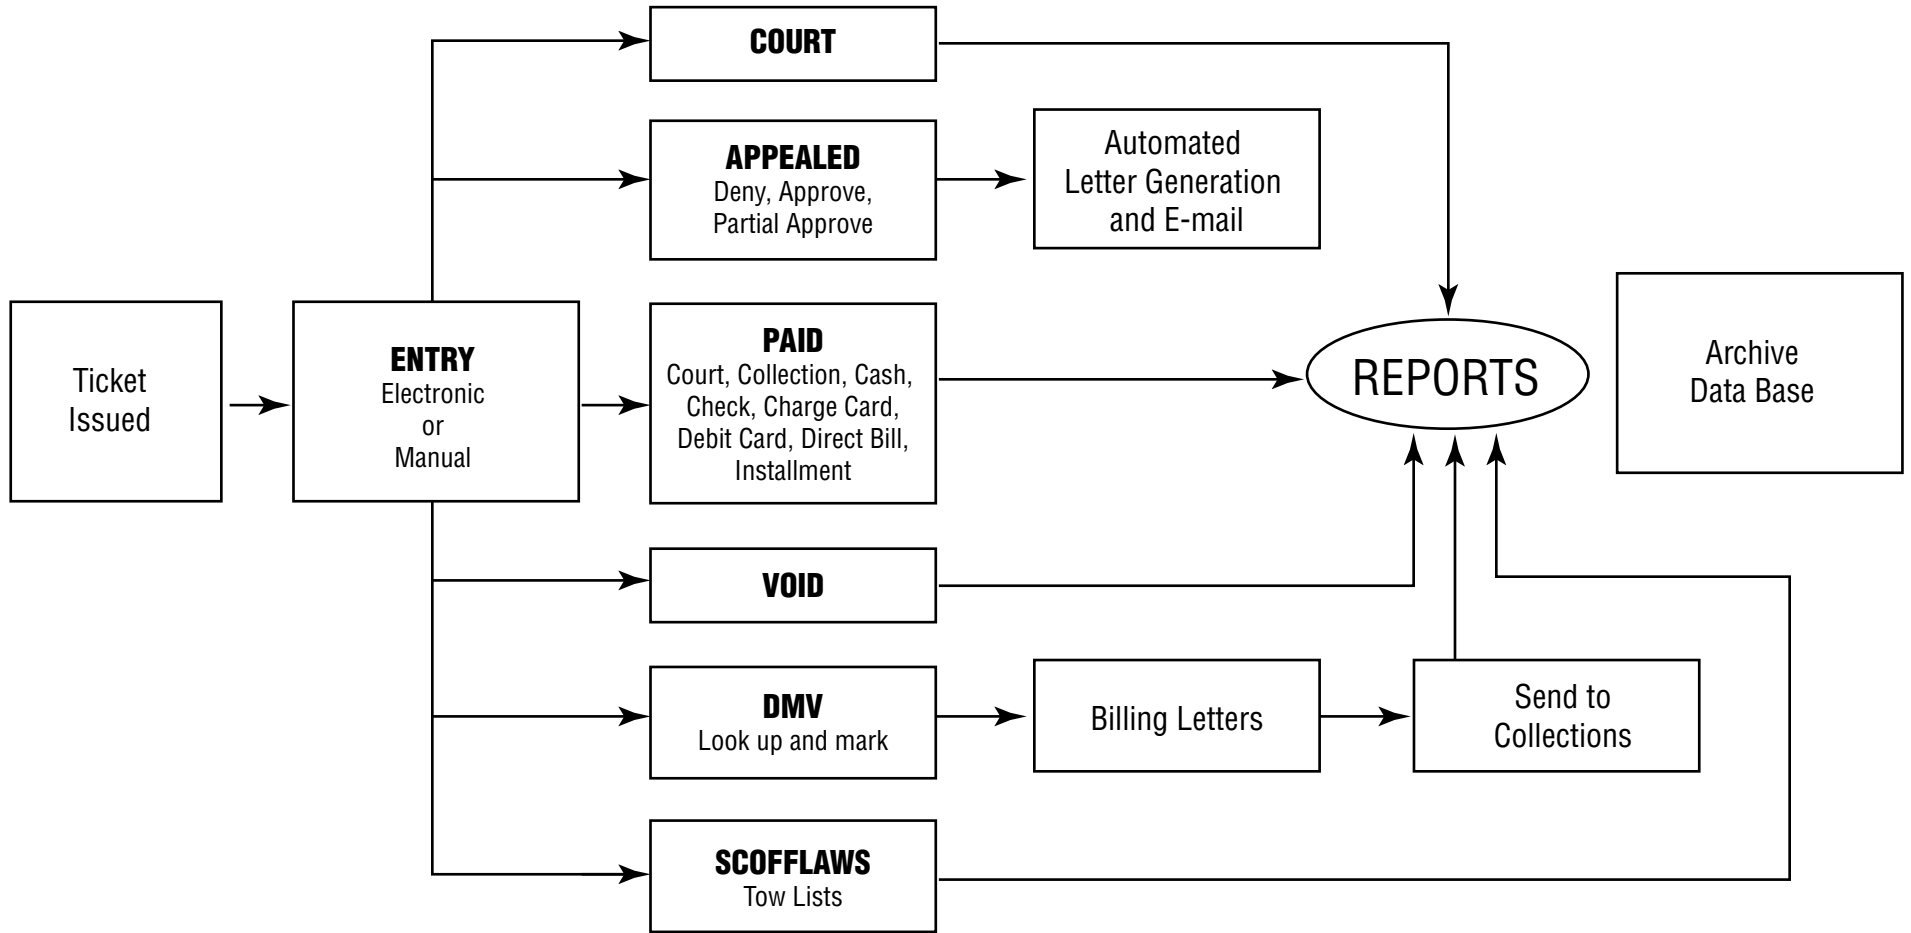 Ticket
Issued
ENTRY
Electronic
or
Manual
COURT
APPEALED
Deny, Approve,
Partial Approve
Automated
Letter Generation
and E-mail
PAID
Court, Collection, Cash,
Check, Charge Card,
Debit Card, Direct Bill,
Installment
REPORTS
Archive
Data Base
VOID
DMV
Look up and mark
Billing Letters
Send to
Collections
SCOFFLAWS
Tow Lists